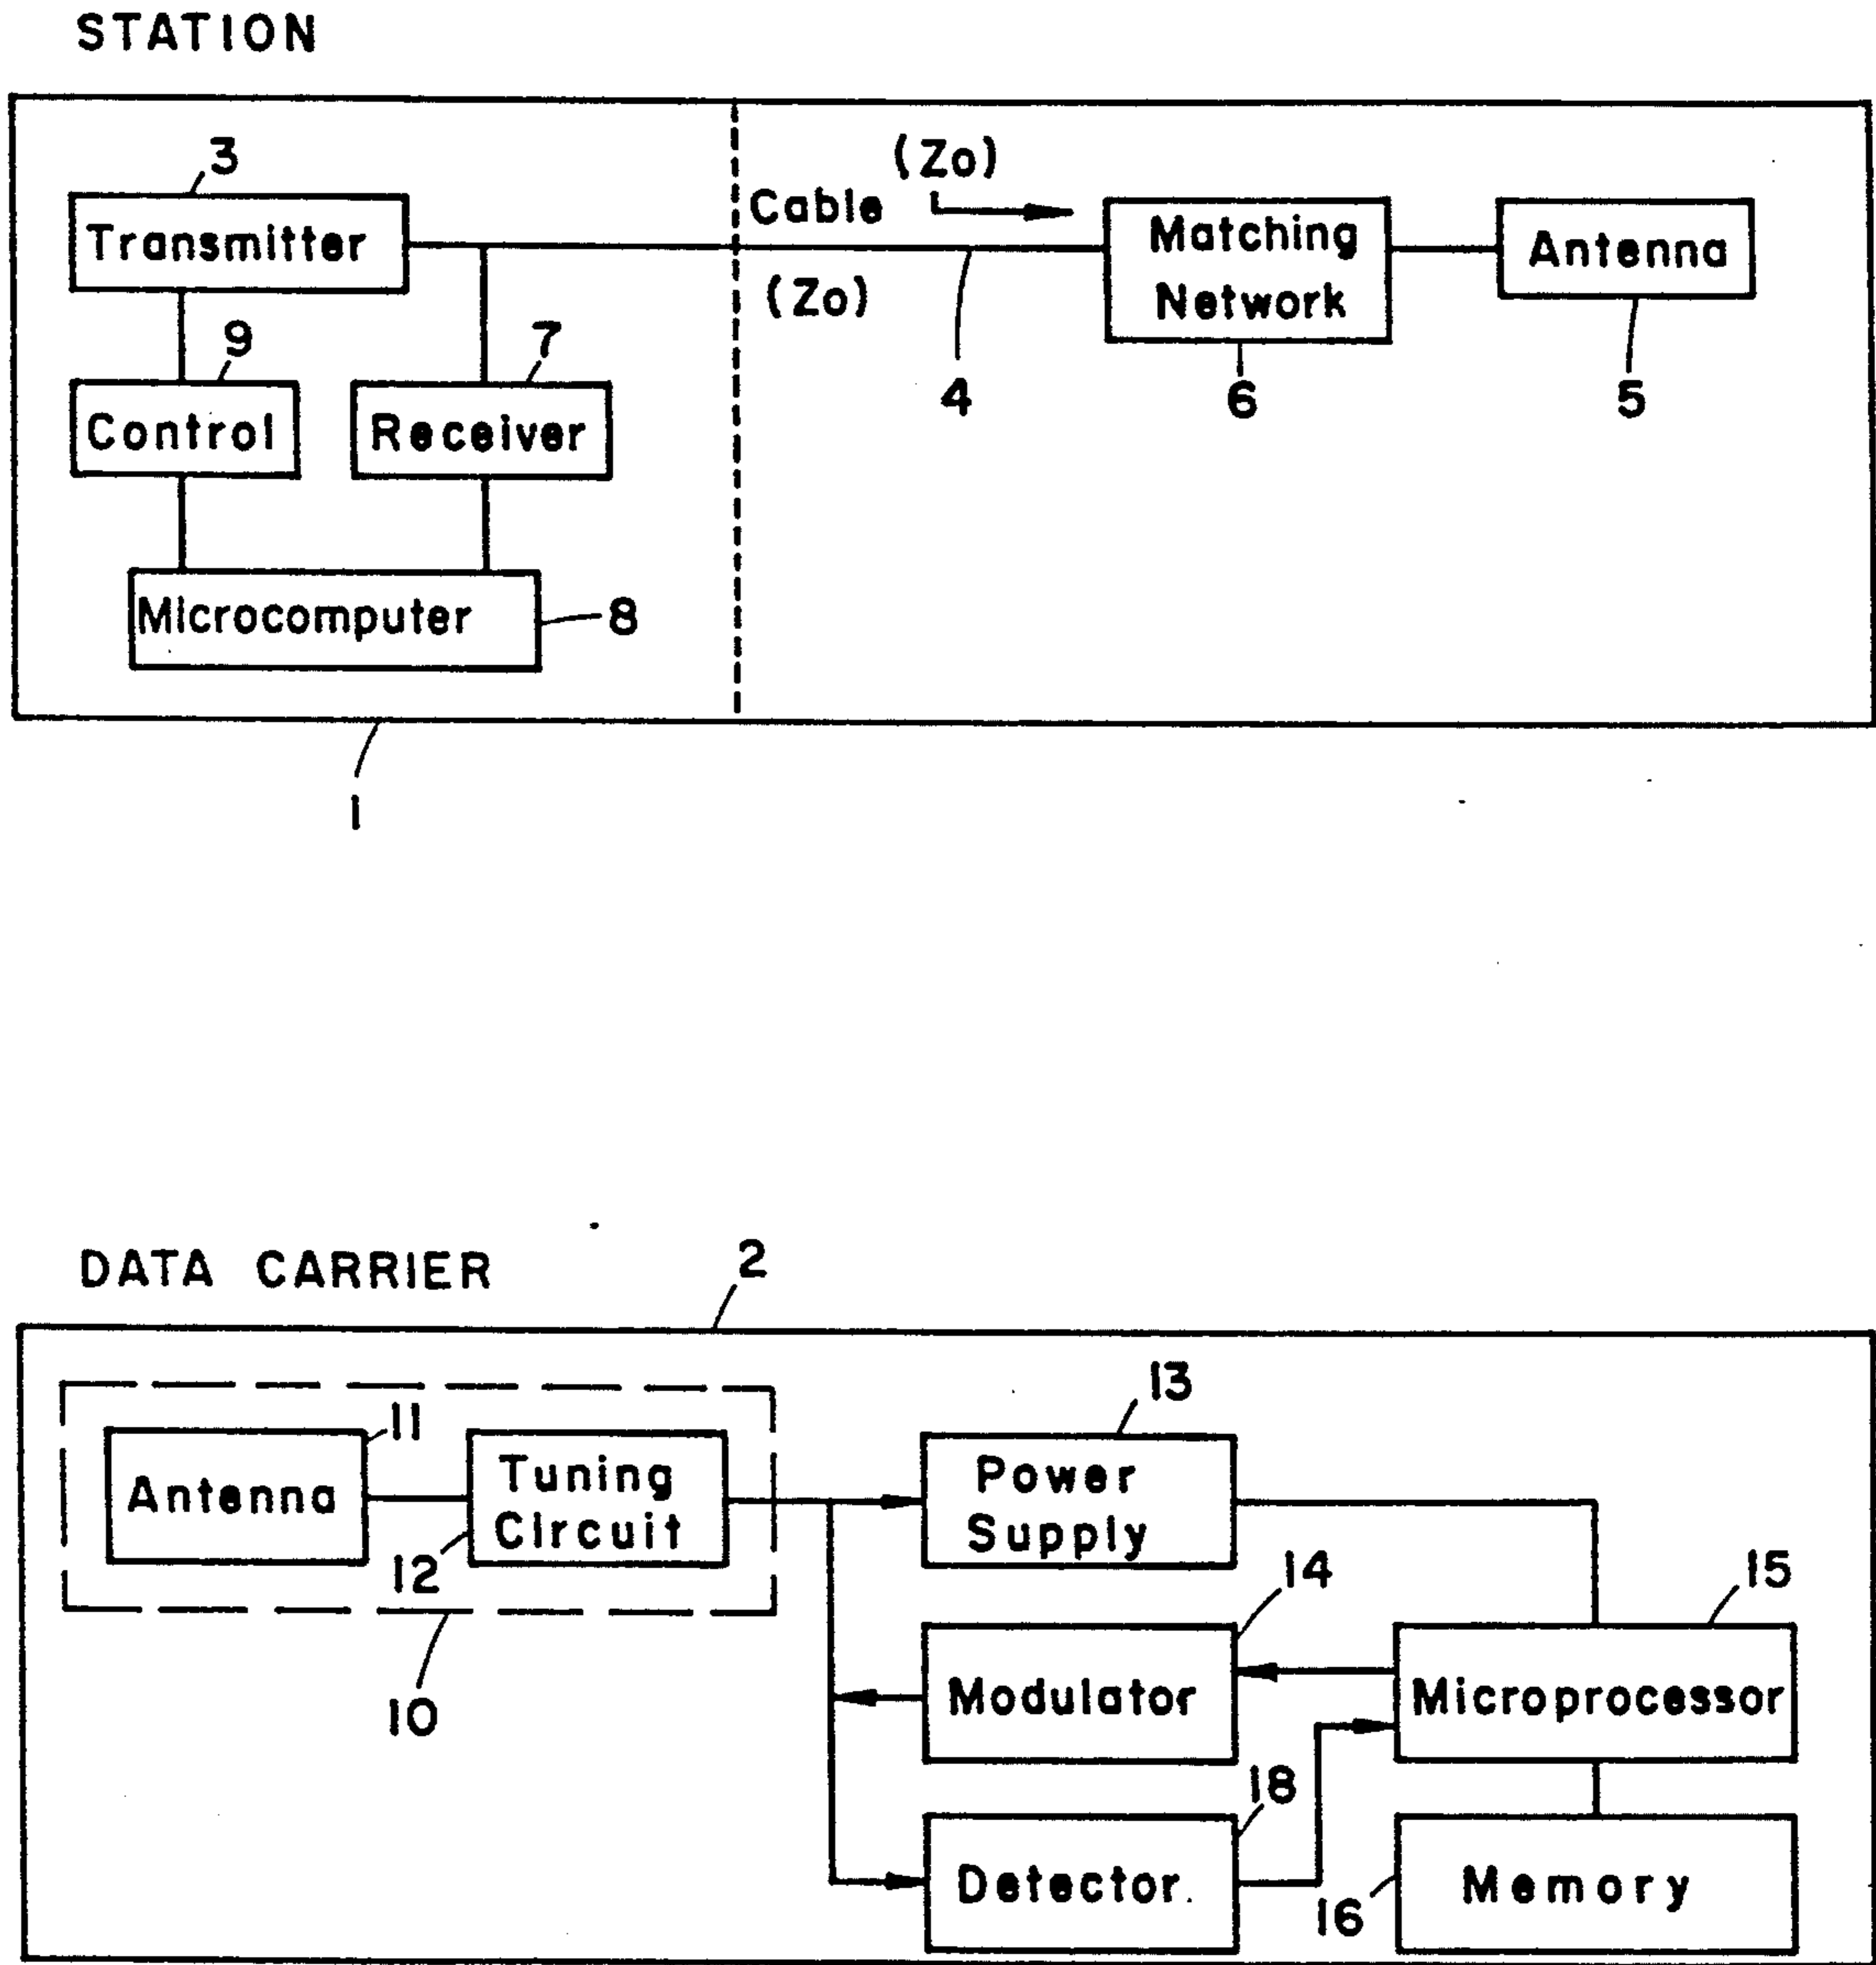 STATION
3
Transmitter
Cable
(Zo)
(Zo)
Matching
Network
Antenna
9
7
4
6
5
Control
Receiver
Microcomputer
8
1
DATA CARRIER
2
11
Antenna
Tuning
Circuit
12
10
13
Power
Supply
14
15
Modulator
Microprocessor
18
Detector
16
Memory